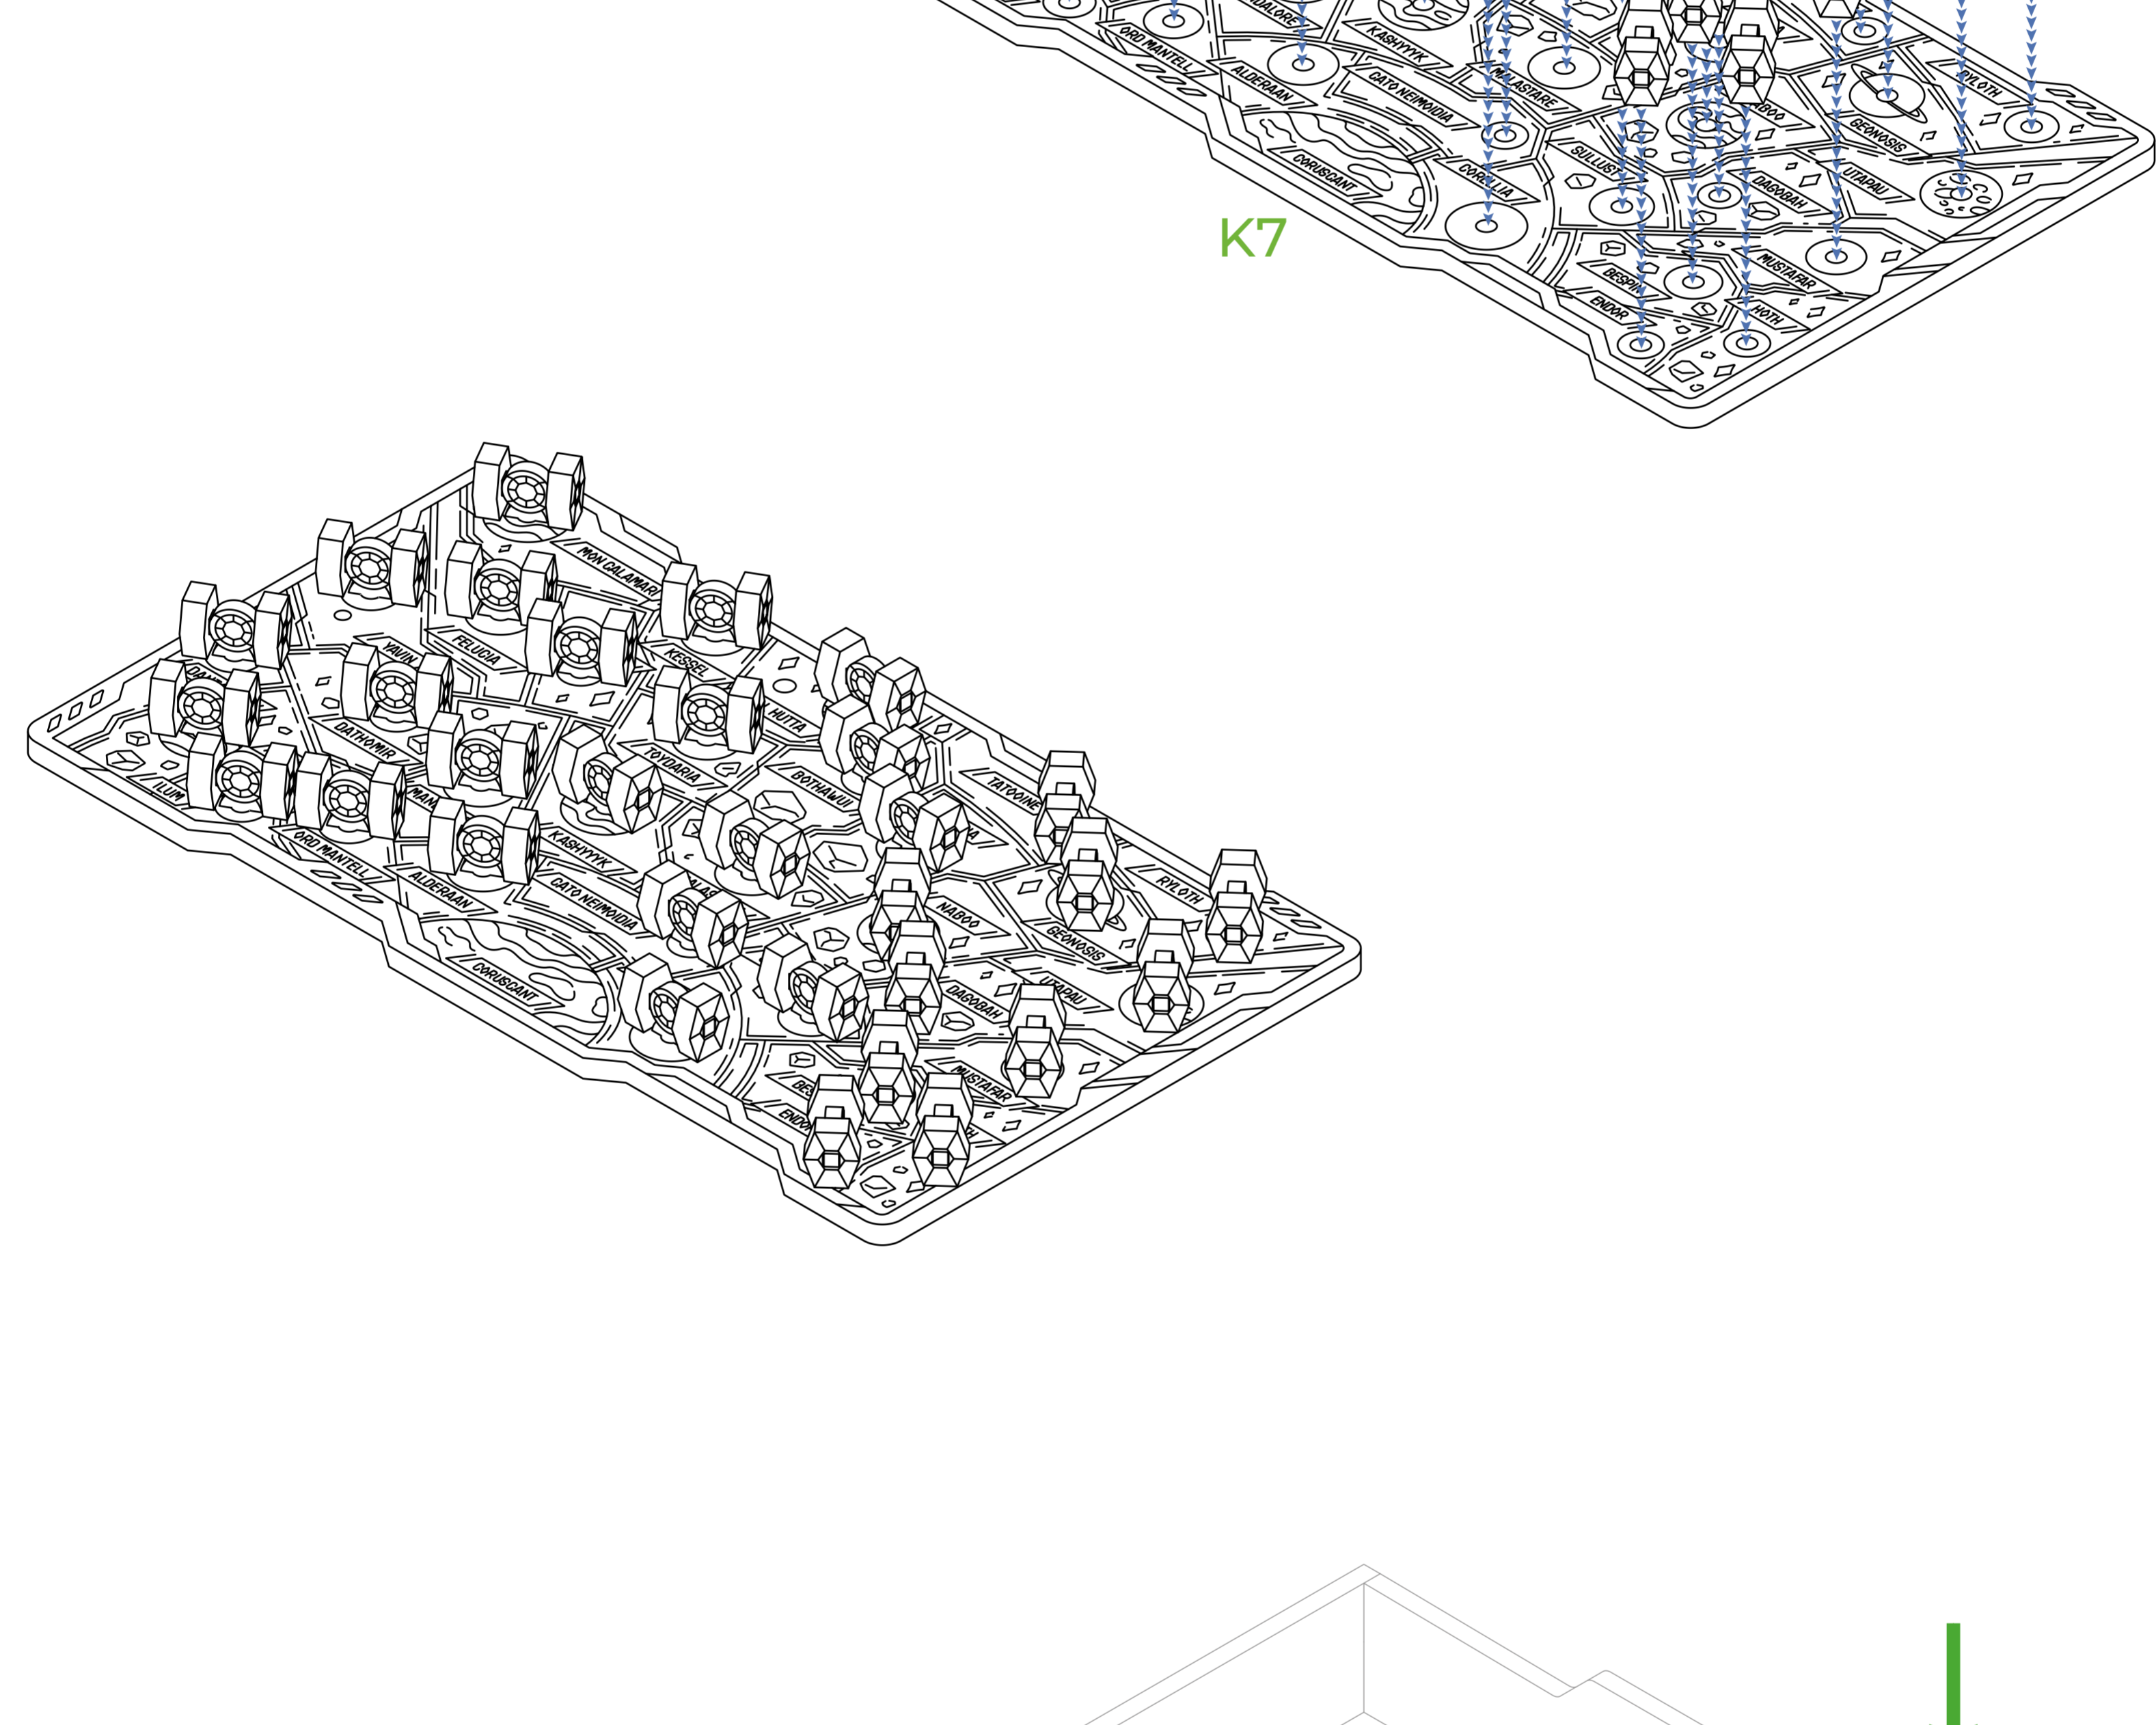 ORD MANTELL
KASHYYYK
ALDERAAN
CATO NEIMOIDIA
MALASTARE
RYLOTH
GEONOSIS
CORUSCANT
CORELLIA
SULLUST
DAGOBAH
UTAPAU
K7
BESPIN
MUSTAFAR
ENDOR
HOTH
MON CALAMARI
YAVIN
FELUCIA
KESSEL
DATHOMIR
HUTTA
TOYDARIA
BOTHAWUI
TATOOINE
ILUM
ORD MANTELL
KASHYYYK
ALDERAAN
CATO NEIMOIDIA
RYLOTH
NABOO
GEONOSIS
CORUSCANT
DAGOBAH
UTAPAU
MUSTAFAR